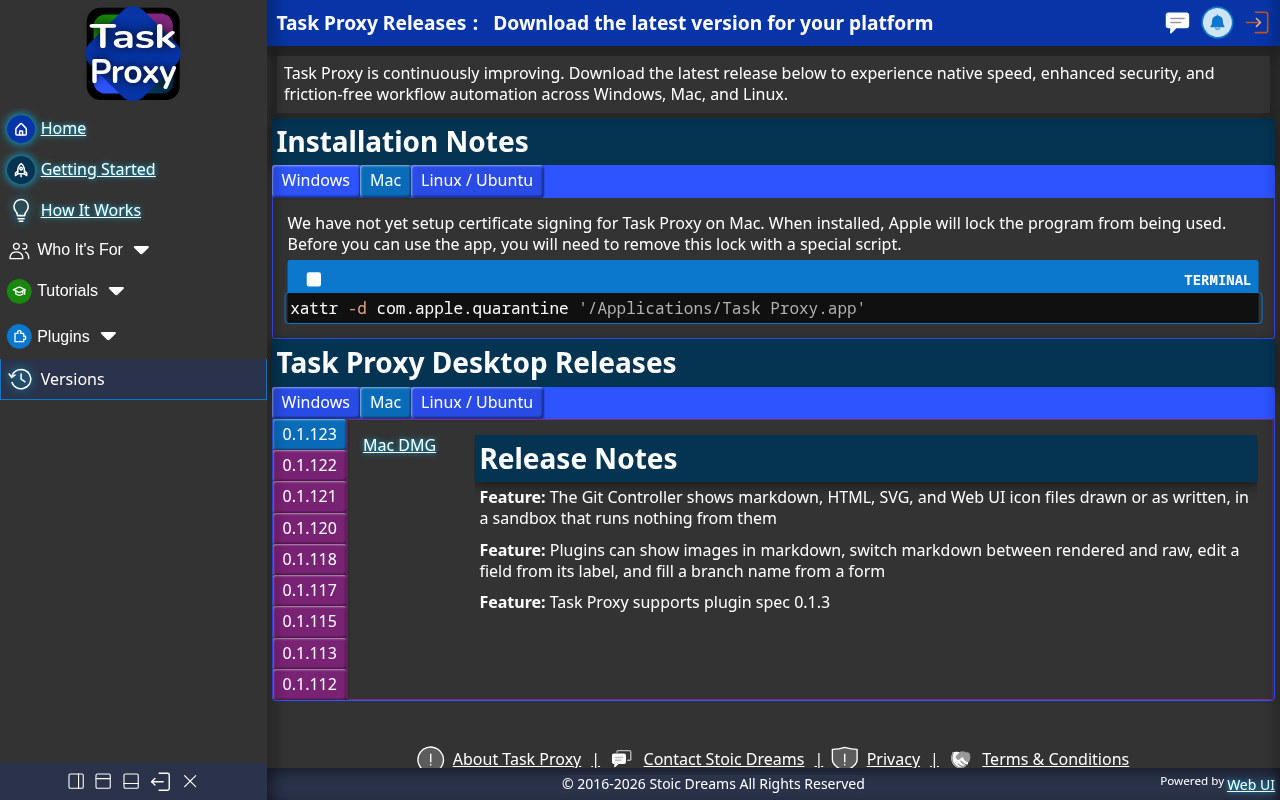 Task
Proxy
Home
Getting Started
How It Works
Who It's For
Tutorials
Plugins
Versions
Task Proxy Releases : Download the latest version for your platform
Task Proxy is continuously improving. Download the latest release below to experience native speed, enhanced security, and
friction-free workflow automation across Windows, Mac, and Linux.
Installation Notes
Windows Mac Linux / Ubuntu
We have not yet setup certificate signing for Task Proxy on Mac. When installed, Apple will lock the program from being used.
Before you can use the app, you will need to remove this lock with a special script.
TERMINAL
xattr -d com.apple.quarantine '/Applications/Task Proxy.app'
Task Proxy Desktop Releases
Windows Mac Linux / Ubuntu
0.1.123
0.1.122
0.1.121
0.1.120
0.1.118
0.1.117
0.1.115
0.1.113
0.1.112
Mac DMG
Release Notes
Feature: The Git Controller shows markdown, HTML, SVG, and Web UI icon files drawn or as written, in
a sandbox that runs nothing from them
Feature: Plugins can show images in markdown, switch markdown between rendered and raw, edit a
field from its label, and fill a branch name from a form
Feature: Task Proxy supports plugin spec 0.1.3
About Task Proxy | Contact Stoic Dreams | Privacy | Terms & Conditions
© 2016-2026 Stoic Dreams All Rights Reserved
Powered by Web UI